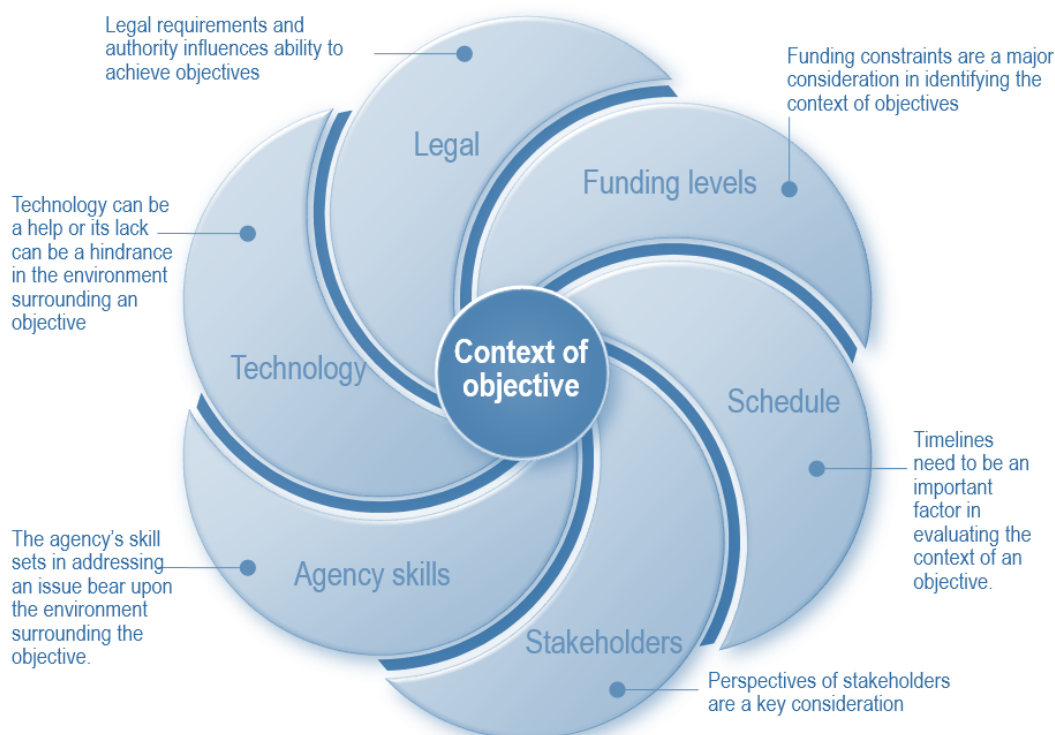 Legal requirements and
authority influences ability to
achieve objectives
Legal
Funding constraints are a major
consideration in identifying the
context of objectives
Funding levels
Technology can be
a help or its lack
can be a hindrance
in the environment
surrounding an
objective
Technology
Context of
objective
Schedule
Timelines
need to be an
important
factor in
evaluating the
context of an
objective.
The agency’s skill
sets in addressing
an issue bear upon
the environment
surrounding the
objective.
Agency skills
Stakeholders
Perspectives of stakeholders
are a key consideration